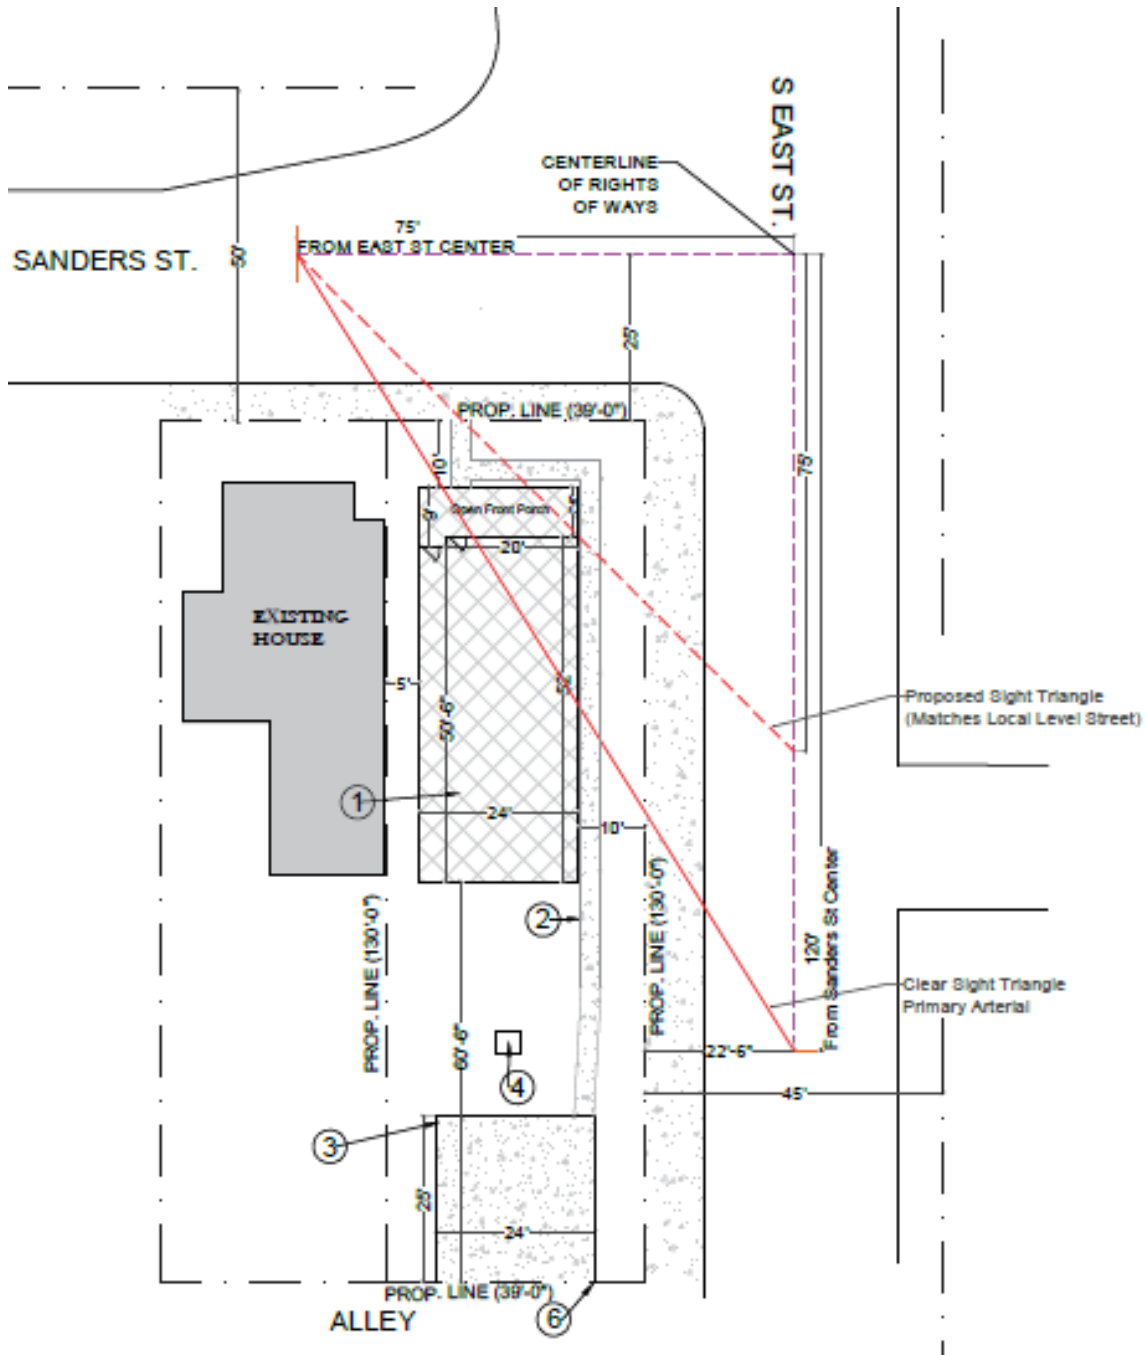 S EAST ST.
CENTERLINE
OF RIGHTS
OF WAYS
75'
FROM EAST ST CENTER
SANDERS ST.
50'
25'
75'
PROP. LINE (39'-0")
10'
9'
Open Front Porch
20'
EXISTING
HOUSE
5'
50'-6"
52'
Proposed Sight Triangle
(Matches Local Level Street)
1
24'
10'
2
PROP. LINE (130'-0")
PROP. LINE (130'-0")
120'
From Sanders St Center
Clear Sight Triangle
Primary Arterial
60'-6"
22'-6"
4
45'
3
25'
24'
PROP. LINE (39'-0")
6
ALLEY